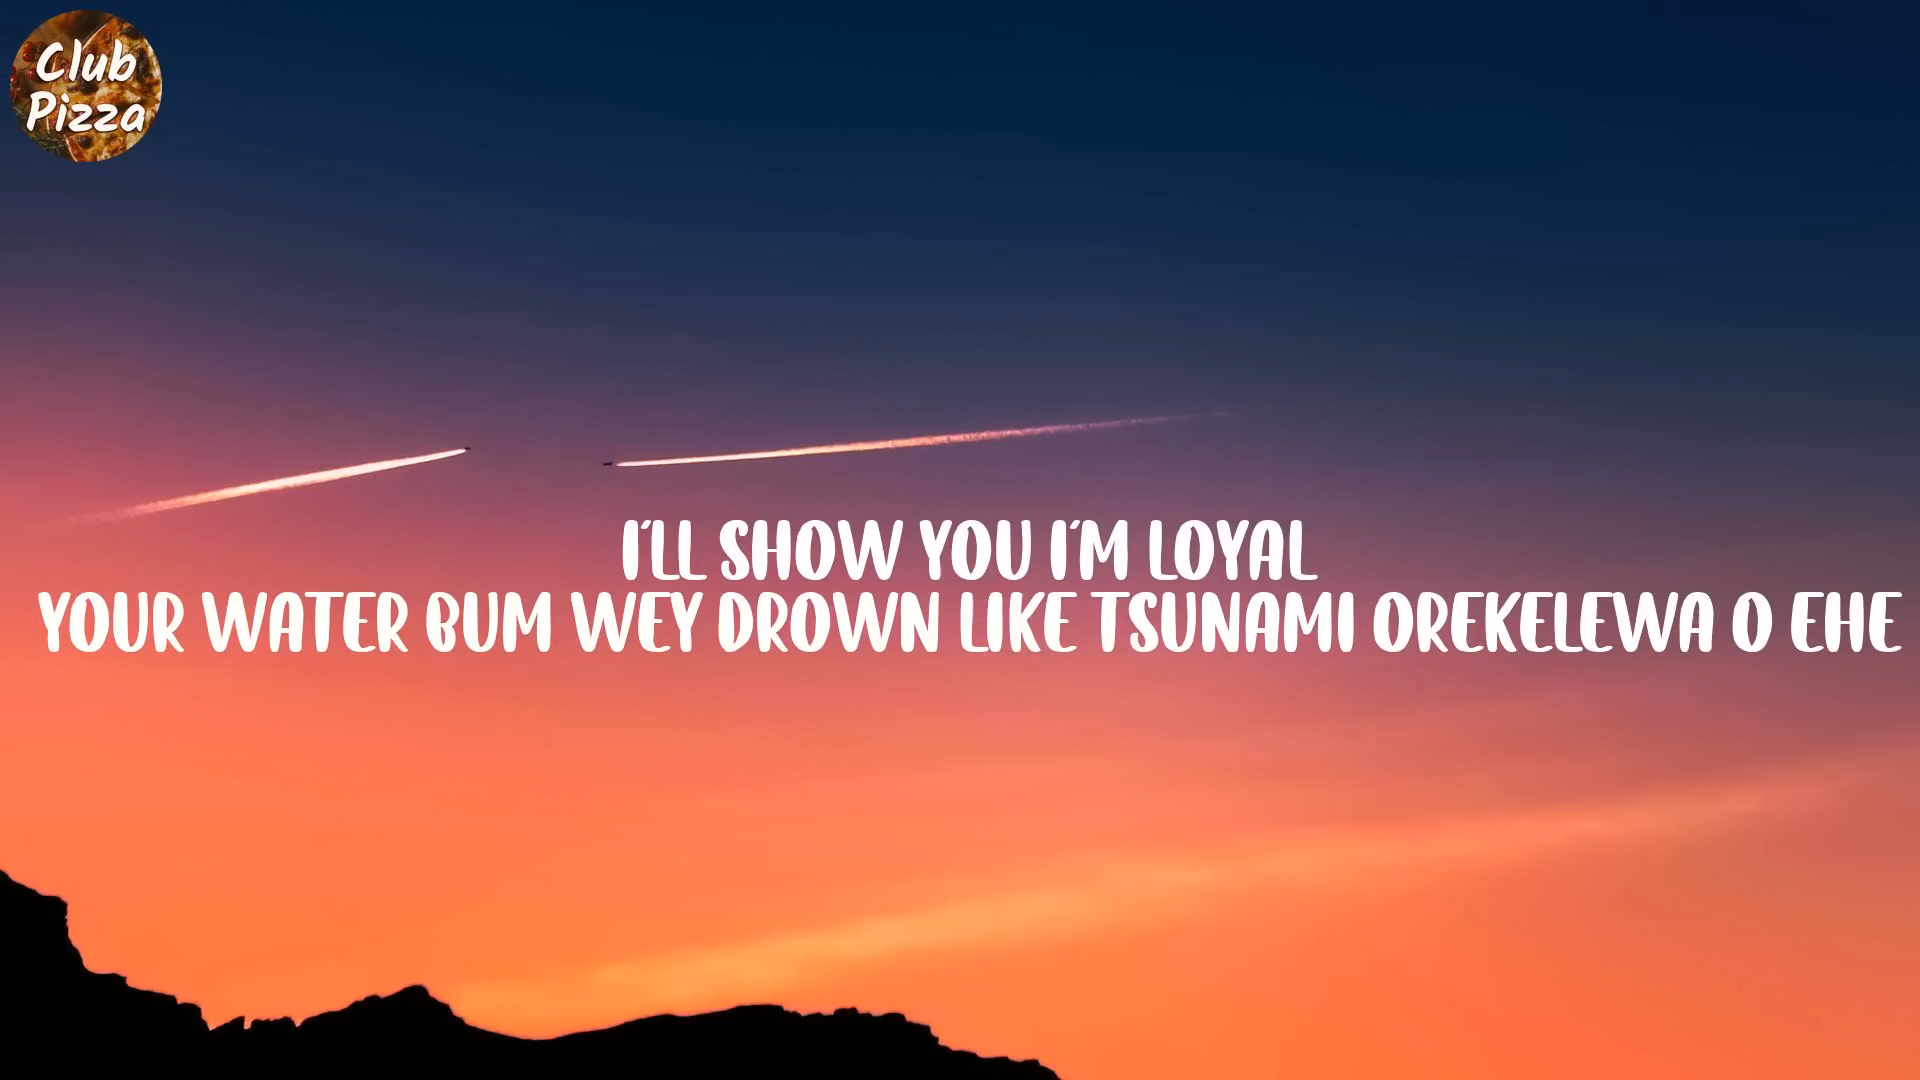 Club
Pizza
I'LL SHOW YOU I'M LOYAL
YOUR WATER BUM WEY DROWN LIKE TSUNAMI OREKELEWA O EHE